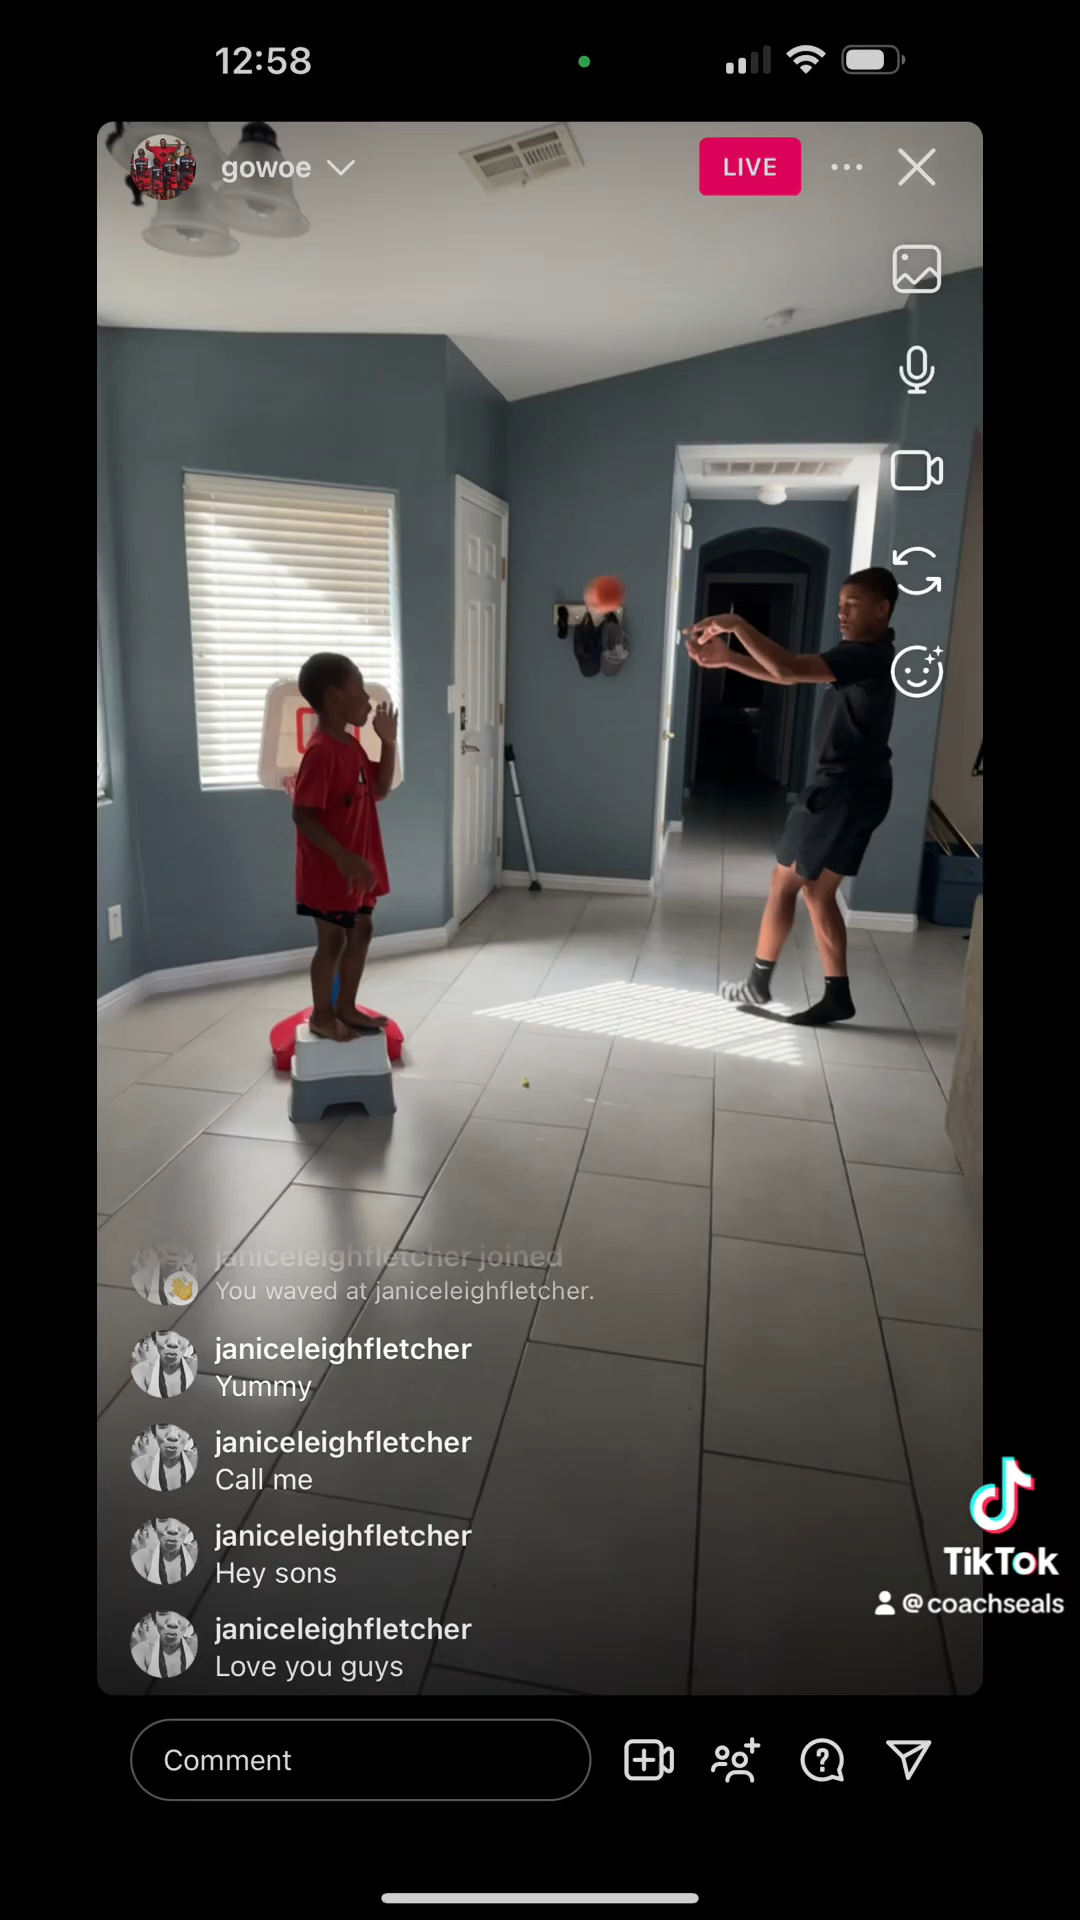 12:58
gowoe
LIVE
janiceleighfletcher joined
You waved at janiceleighfletcher.
janiceleighfletcher
Yummy
janiceleighfletcher
Call me
janiceleighfletcher
Hey sons
janiceleighfletcher
Love you guys
TikTok
@coachseals
Comment